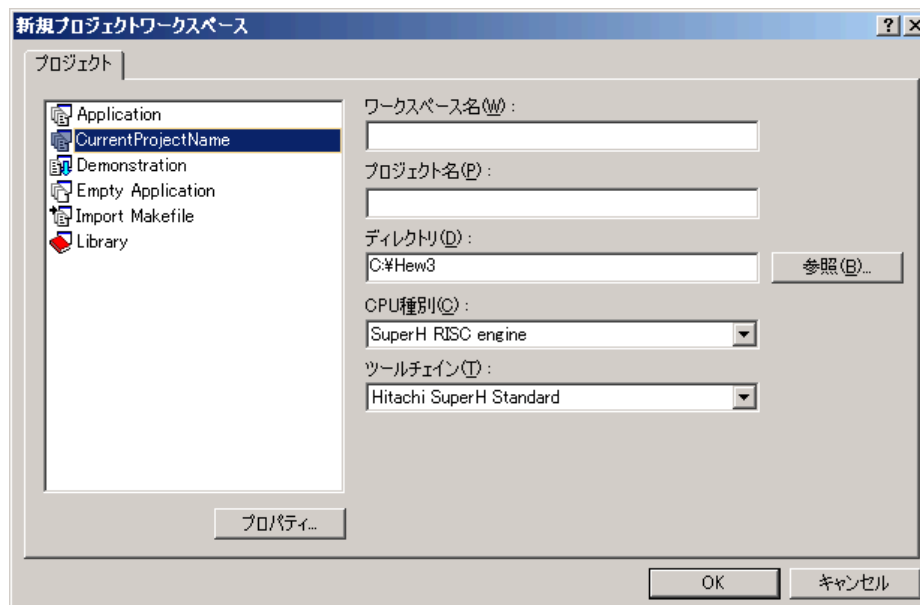 新規プロジェクトワークスペース
プロジェクト
Application
CurrentProjectName
Demonstration
Empty Application
Import Makefile
Library
プロパティ...
ワークスペース名(W):
プロジェクト名(P):
ディレクトリ(D):
C:¥Hew3
参照(B)...
CPU種別(C):
SuperH RISC engine
ツールチェイン(T):
Hitachi SuperH Standard
OK
キャンセル